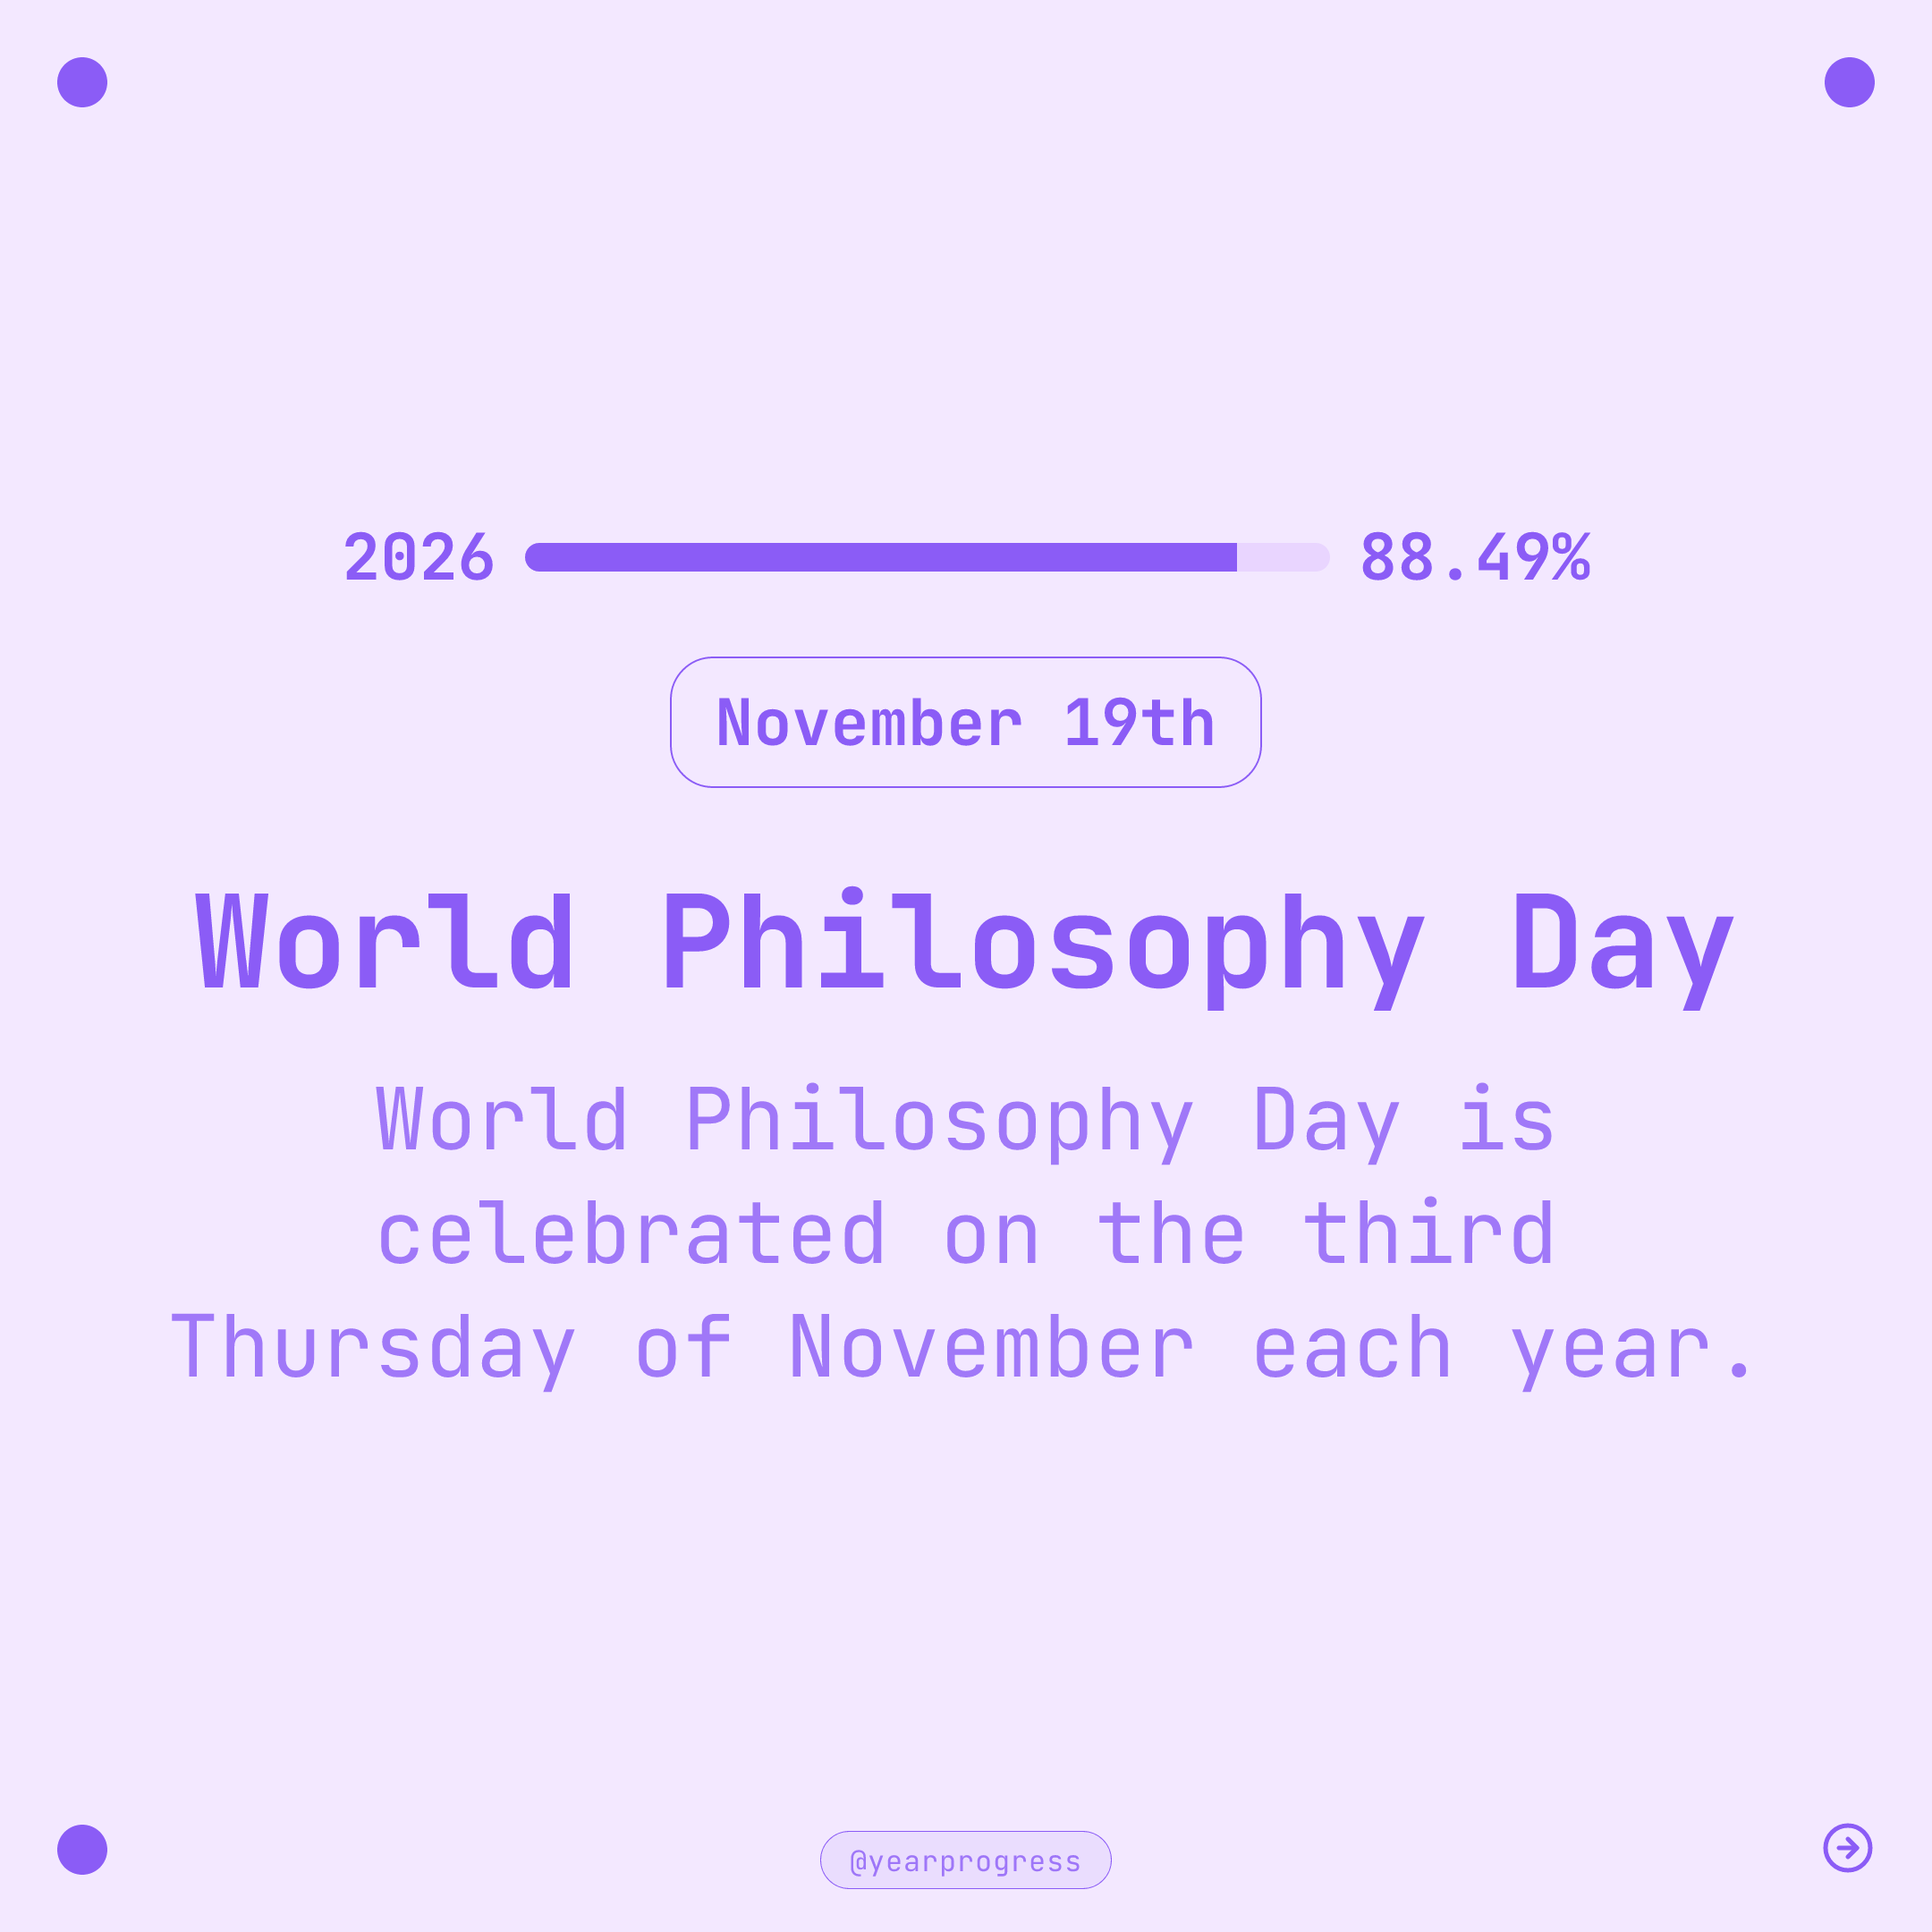 2026 88.49%
November 19th
World Philosophy Day
World Philosophy Day is
celebrated on the third
Thursday of November each year.
@yearprogress